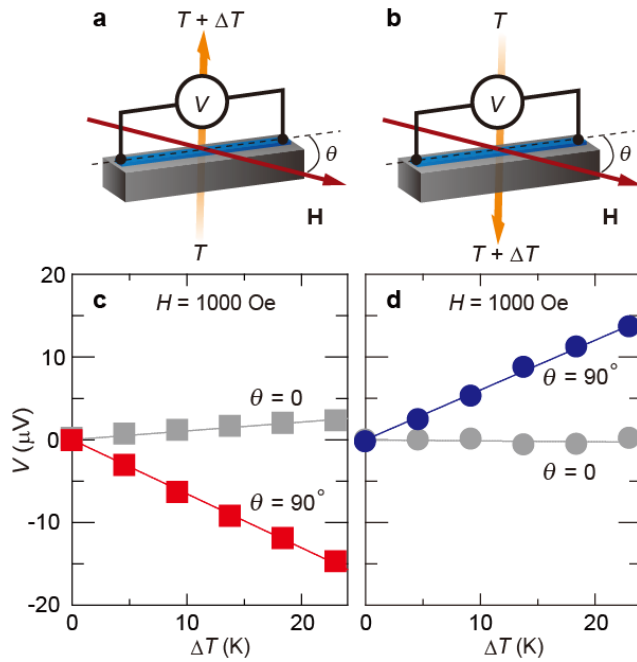 a
T + ΔT
V
θ
H
T
b
T
V
θ
H
T + ΔT
c
H = 1000 Oe
θ = 0
θ = 90°
20
10
0
-10
-20
V (μV)
0
10
20
ΔT (K)
d
H = 1000 Oe
θ = 90°
θ = 0
0
10
20
ΔT (K)